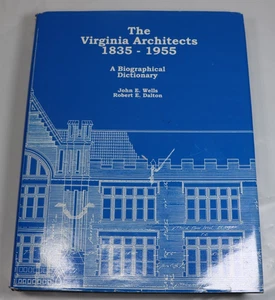 The
Virginia Architects
1835 - 1955
A Biographical
Dictionary
John E. Wells
Robert E. Dalton